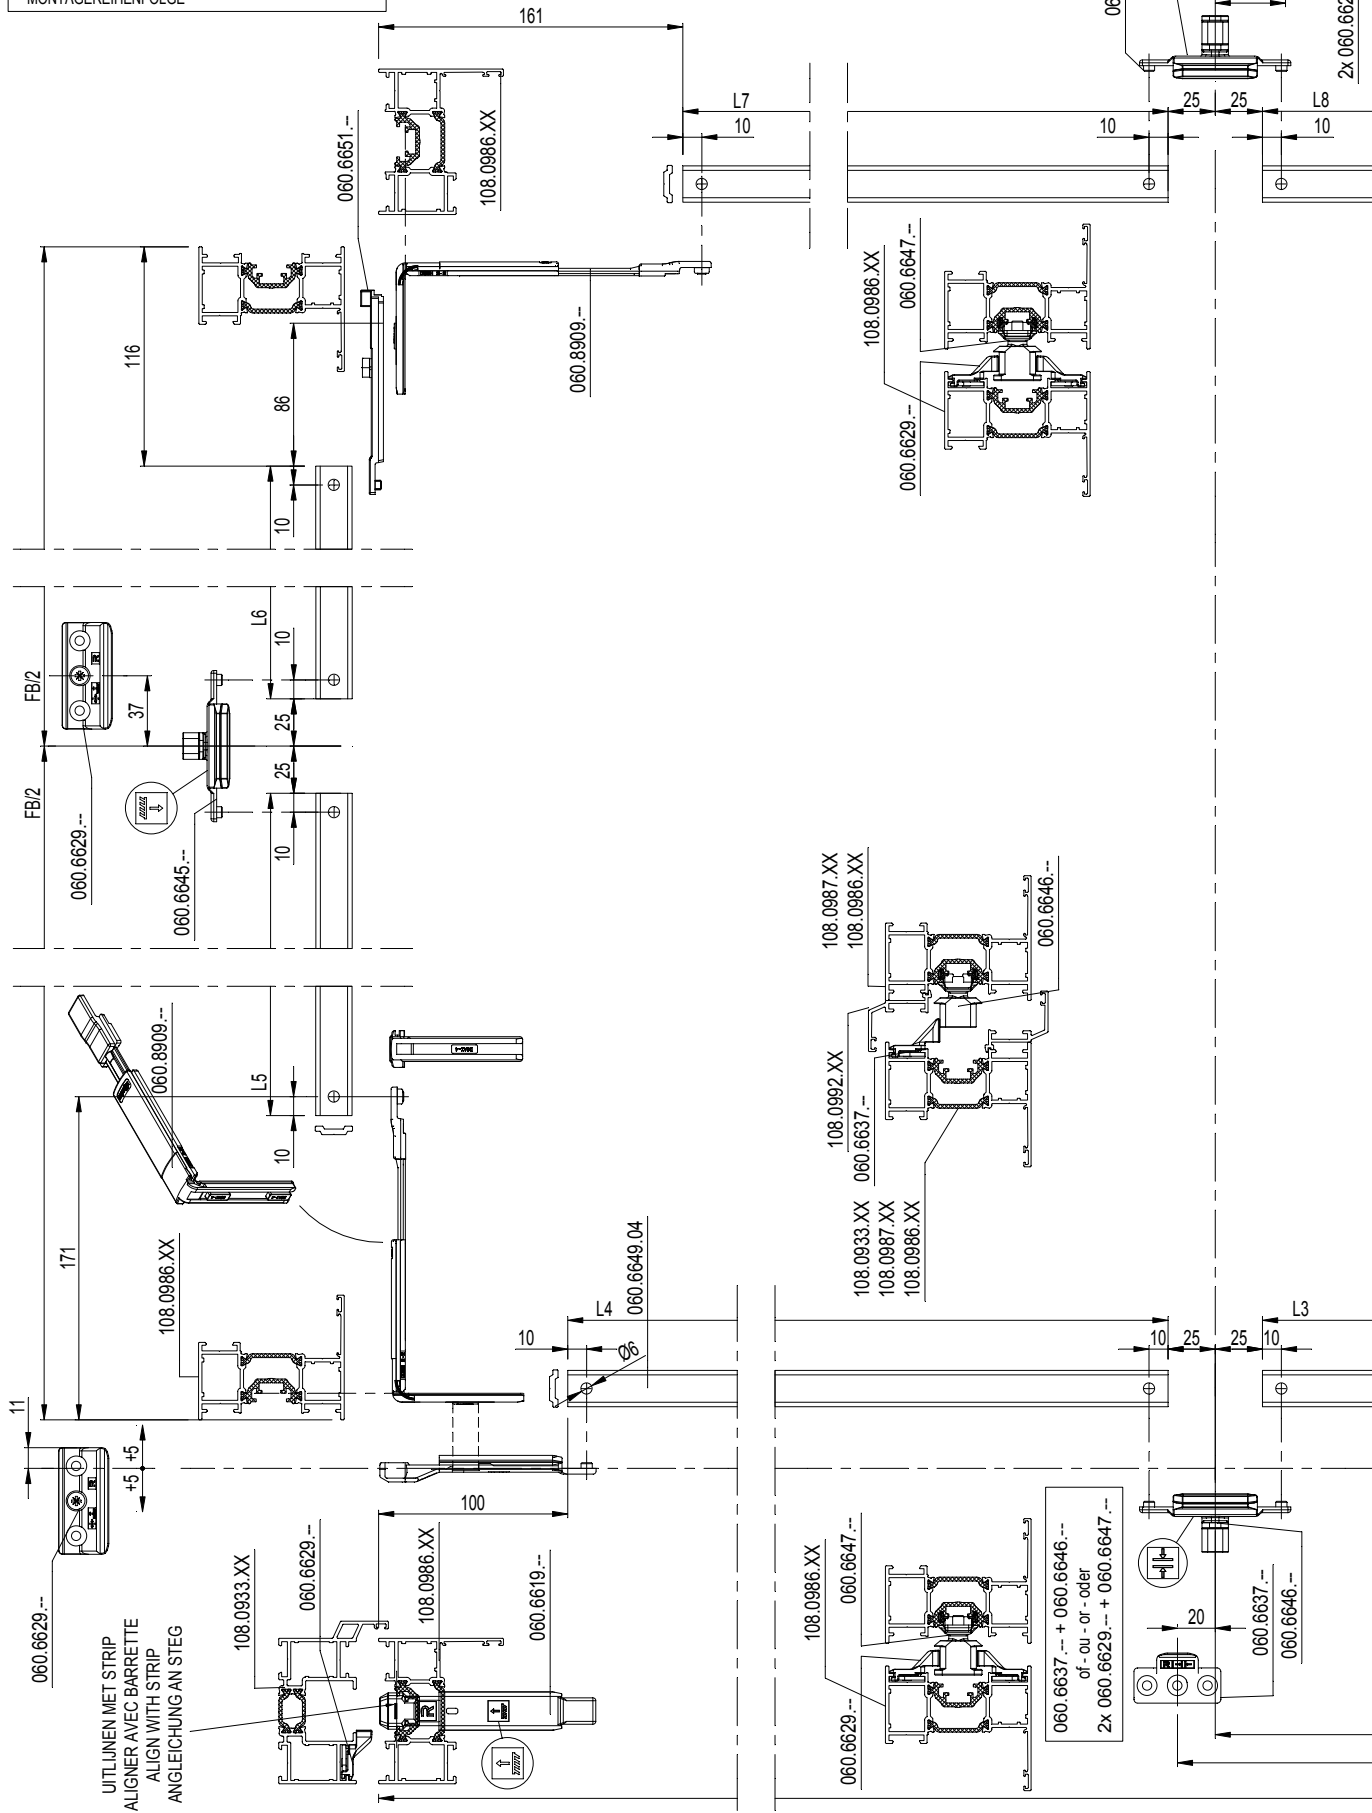 MONTAGEREIHENFOLGE
161
060.6651.--
108.0986.XX
L7
10
10
25
25
L8
10
2x 060.662
116
86
10
060.8909.--
108.0986.XX
060.6647.--
060.6629.--
FB/2
FB/2
L6
10
37
25
25
10
R
060.6629.--
060.6645.--
108.0987.XX
108.0986.XX
060.6646.--
108.0992.XX
060.6637.--
108.0933.XX
108.0987.XX
108.0986.XX
060.8909.--
L5
10
171
108.0986.XX
11
+5
+5
R
060.6629.--
100
L4
060.6649.04
10
Ø6
10
25
25
10
L3
UITLIJNEN MET STRIP
ALIGNER AVEC BARRETTE
ALIGN WITH STRIP
ANGLEICHUNG AN STEG
108.0933.XX
060.6629.--
108.0986.XX
060.6619.--
R
108.0986.XX
060.6647.--
060.6629.--
060.6637.-- + 060.6646.--
of - ou - or - oder
2x 060.6629.-- + 060.6647.--
20
R
060.6637.--
060.6646.--